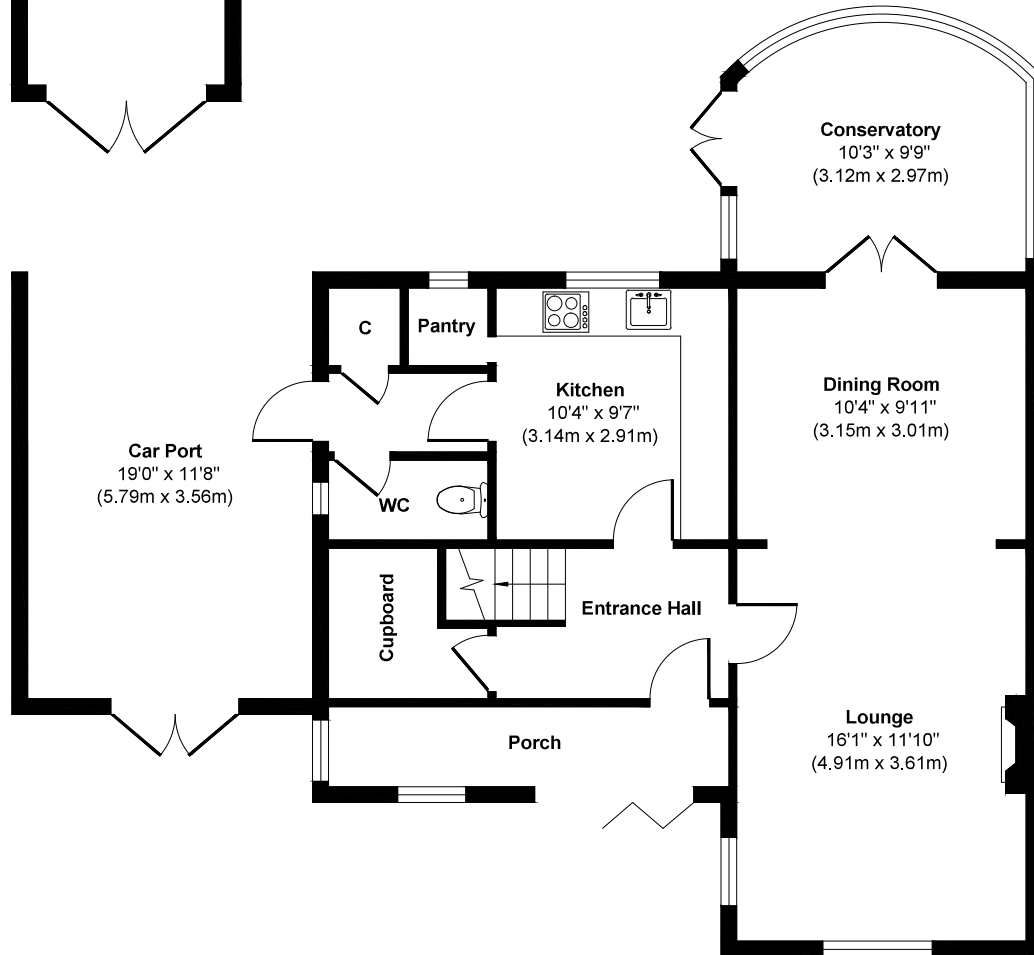 Conservatory
10'3" x 9'9"
(3.12m x 2.97m)
C
Pantry
Kitchen
10'4" x 9'7"
(3.14m x 2.91m)
Dining Room
10'4" x 9'11"
(3.15m x 3.01m)
Car Port
19'0" x 11'8"
(5.79m x 3.56m)
WC
Cupboard
Entrance Hall
Porch
Lounge
16'1" x 11'10"
(4.91m x 3.61m)